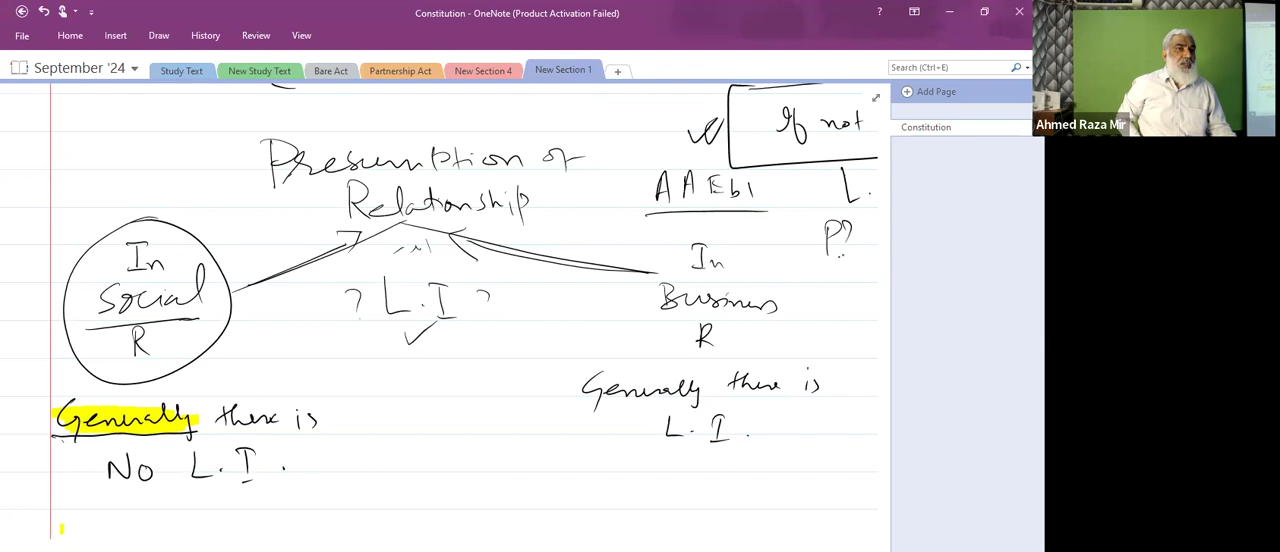 Constitution - OneNote (Product Activation Failed)
?
File Home Insert Draw History Review View
September '24
Study Text
New Study Text
Bare Act
Partnership Act
New Section 4
New Section 1
Search (Ctrl+E)
Add Page
Constitution
Ahmed Raza Mir
If not
Presumption of
Relationship
A A E b l
L.
P?
In
Social
R
? L.I ?
In
Business
R
Generally there is
No L.I.
Generally there is
L.I.